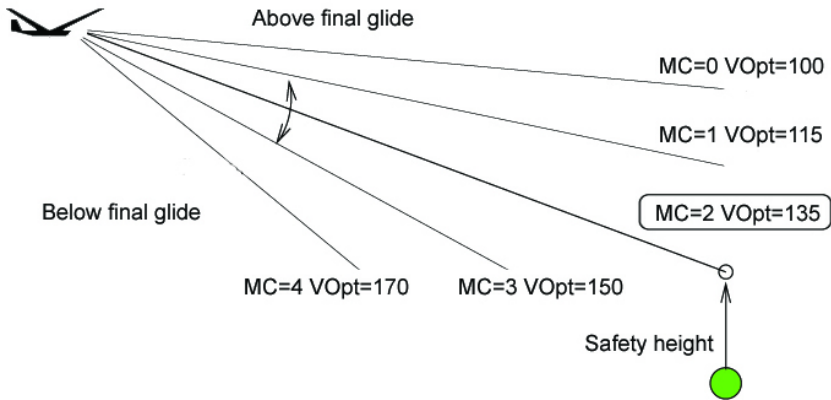 Above final glide
MC=0 VOpt=100
MC=1 VOpt=115
Below final glide
MC=2 VOpt=135
MC=4 VOpt=170
MC=3 VOpt=150
Safety height